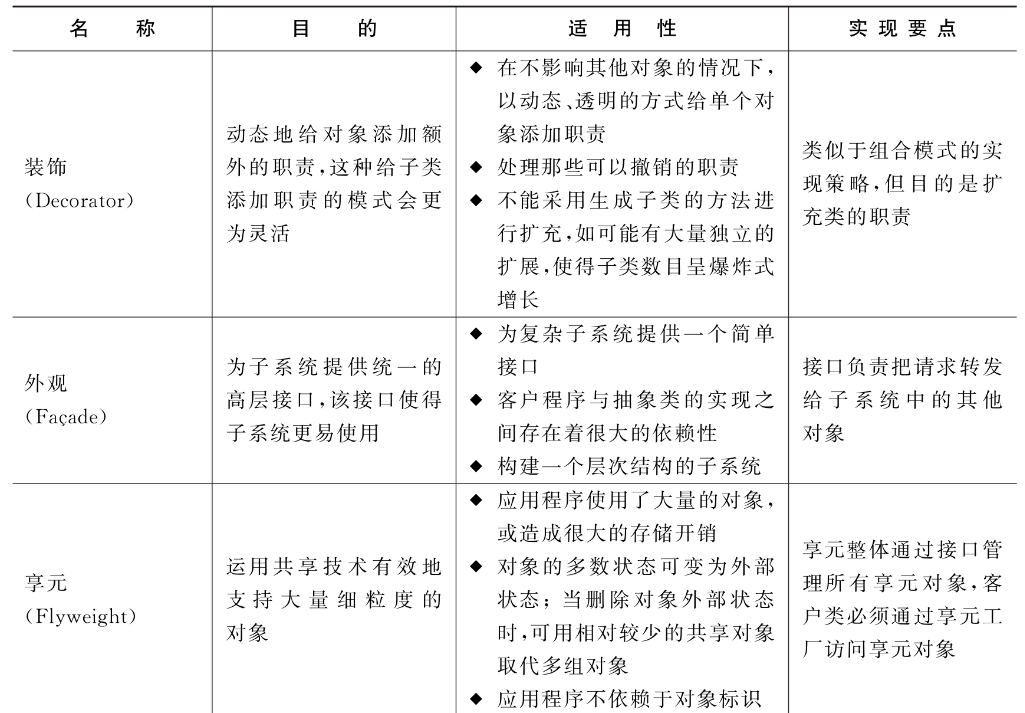 名 称 目 的 适 用 性 实 现 要 点
装饰
（Decorator）
动态地给对象添加额
外的职责,这种给子类
添加职责的模式会更
为灵活
◆ 在不影响其他对象的情况下,
以动态、透明的方式给单个对
象添加职责
◆ 处理那些可以撤销的职责
◆ 不能采用生成子类的方法进
行扩充,如可能有大量独立的
扩展,使得子类数目呈爆炸式
增长
类似于组合模式的实
现策略,但目的是扩
充类的职责
外观
（Façade）
为子系统提供统一的
高层接口,该接口使得
子系统更易使用
◆ 为复杂子系统提供一个简单
接口
◆ 客户程序与抽象类的实现之
间存在着很大的依赖性
◆ 构建一个层次结构的子系统
接口负责把请求转发
给子系统中的其他
对象
享元
（Flyweight）
运用共享技术有效地
支持大量细粒度的
对象
◆ 应用程序使用了大量的对象,
或造成很大的存储开销
◆ 对象的多数状态可变为外部
状态；当删除对象外部状态
时,可用相对较少的共享对象
取代多组对象
◆ 应用程序不依赖于对象标识
享元整体通过接口管
理所有享元对象,客
户类必须通过享元工
厂访问享元对象